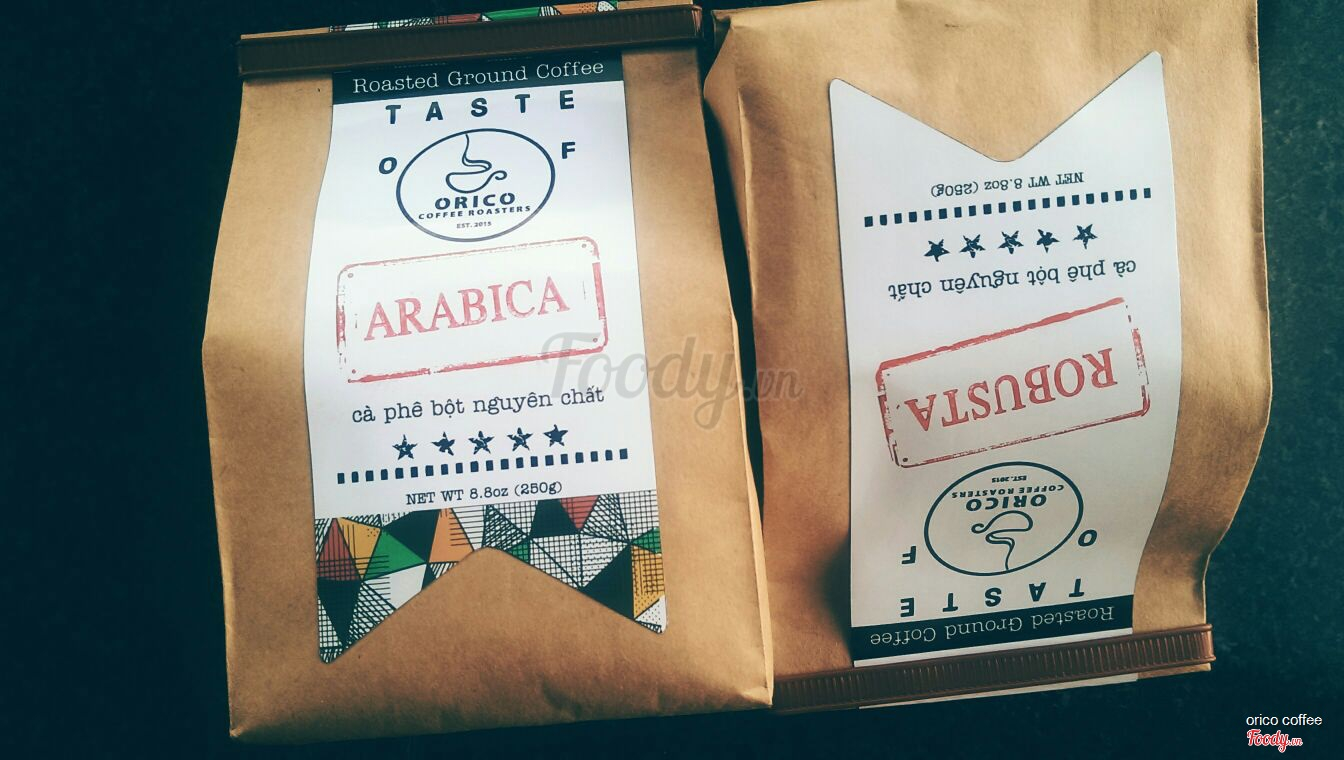 Roasted Ground Coffee
TASTE
OF
ORICO
COFFEE ROASTERS
EST. 2015
ARABICA
cà phê bột nguyên chất
NET WT 8.8oz (250g)
Roasted Ground Coffee
TASTE
OF
ORICO
COFFEE ROASTERS
EST. 2015
ROBUSTA
cà phê bột nguyên chất
NET WT 8.8oz (250g)
Foody.vn
orico coffee
Foody.vn